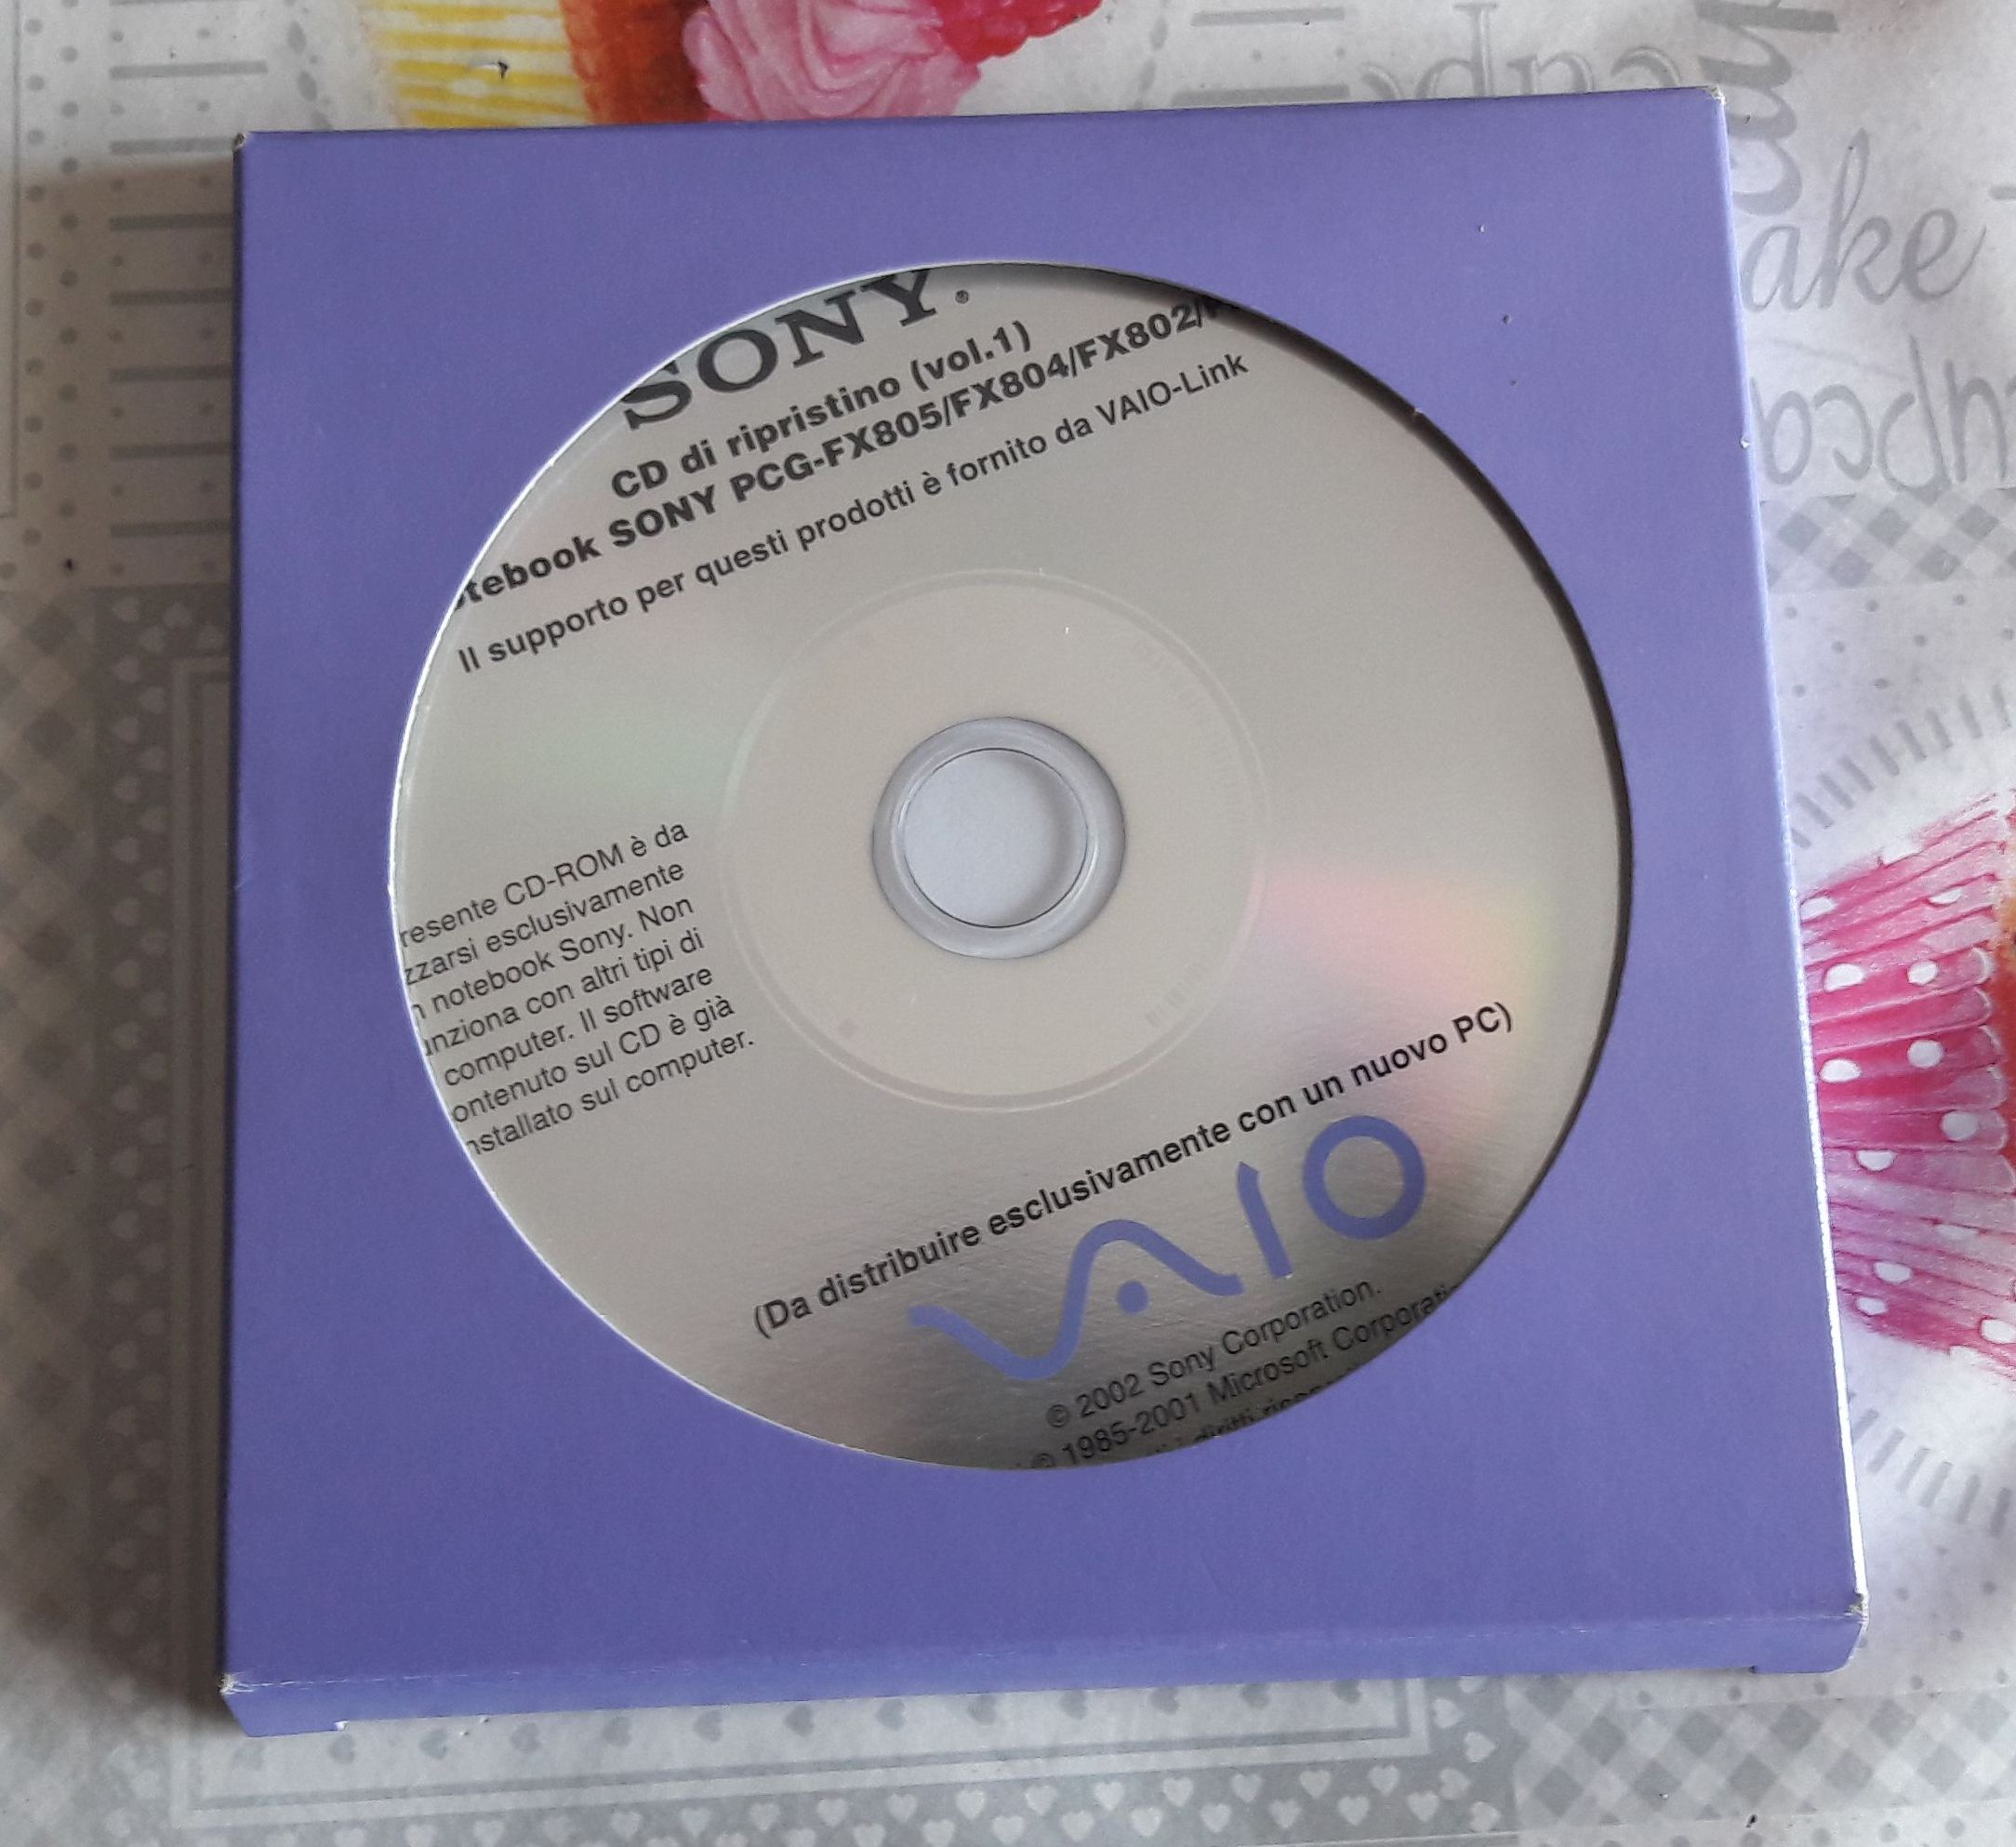 SONY®
CD di ripristino (vol.1)
tebook SONY PCG-FX805/FX804/FX802/
Il supporto per questi prodotti è fornito da VAIO-Link
resente CD-ROM è da
zzarsi esclusivamente
notebook Sony. Non
unziona con altri tipi di
computer. Il software
ontenuto sul CD è già
nstallato sul computer.
(Da distribuire esclusivamente con un nuovo PC)
VAIO
© 2002 Sony Corporation.
© 1985-2001 Microsoft Corporati
i diritti
ake